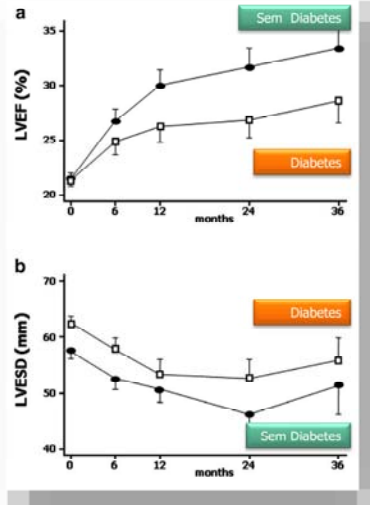 a
Sem Diabetes
35
30
25
20
LVEF (%)
Diabetes
0 6 12 24 36
months
b
70
60
50
40
LVESD (mm)
Diabetes
Sem Diabetes
0 6 12 24 36
months